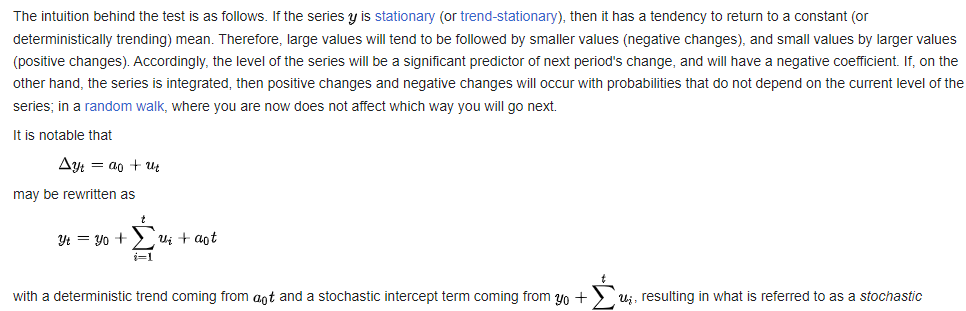 The intuition behind the test is as follows. If the series y is stationary (or trend-stationary), then it has a tendency to return to a constant (or
deterministically trending) mean. Therefore, large values will tend to be followed by smaller values (negative changes), and small values by larger values
(positive changes). Accordingly, the level of the series will be a significant predictor of next period's change, and will have a negative coefficient. If, on the
other hand, the series is integrated, then positive changes and negative changes will occur with probabilities that do not depend on the current level of the
series; in a random walk, where you are now does not affect which way you will go next.
It is notable that
Δy_t = a_0 + u_t
may be rewritten as
y_t = y_0 + ∑_{i=1}^{t} u_i + a_0 t
with a deterministic trend coming from a_0 t and a stochastic intercept term coming from y_0 + ∑^{t} u_i, resulting in what is referred to as a stochastic